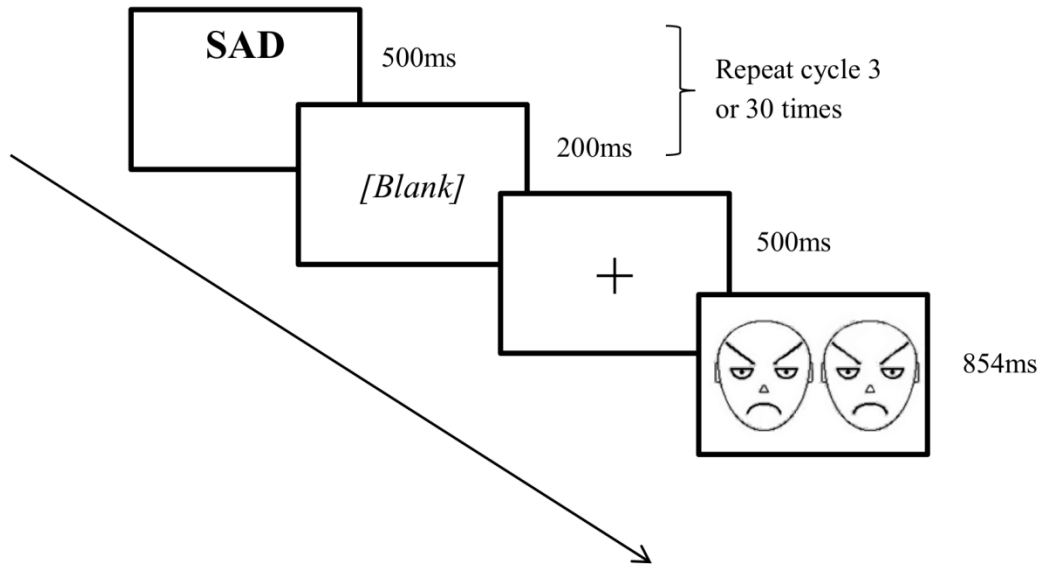 SAD
500ms
Repeat cycle 3
or 30 times
200ms
[Blank]
500ms
854ms